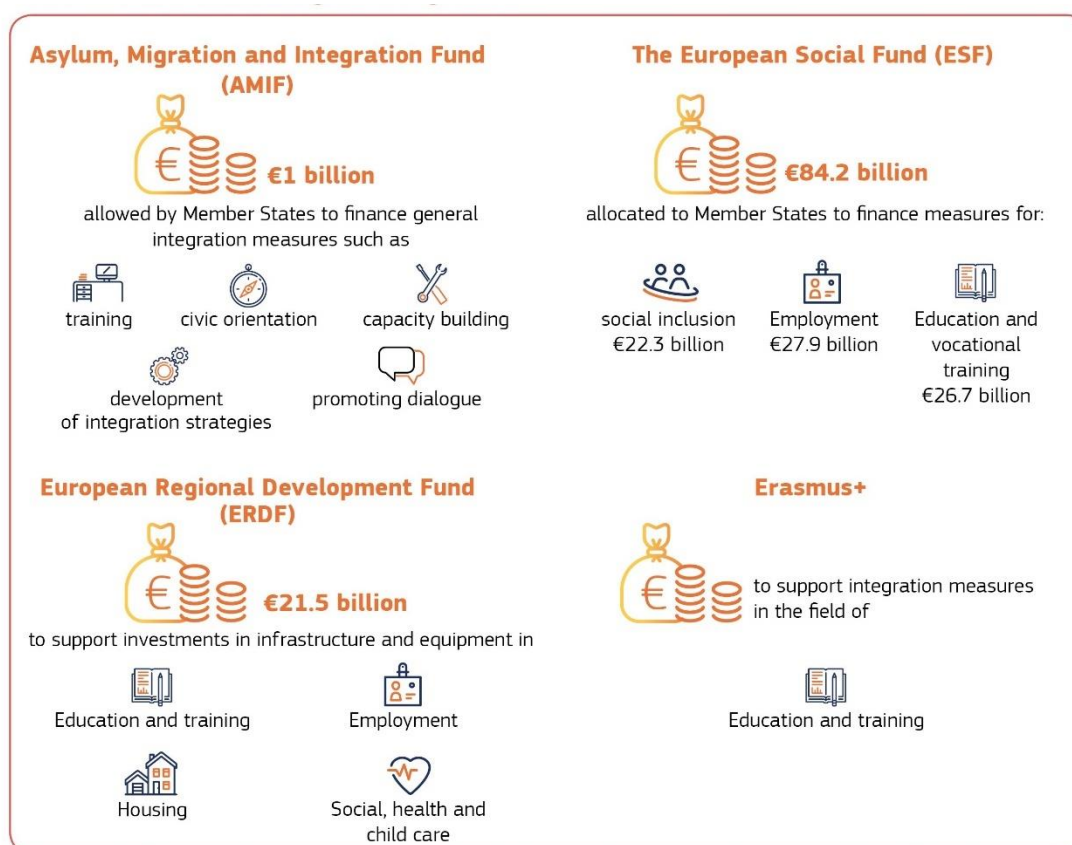 Asylum, Migration and Integration Fund
(AMIF)
€
€1 billion
allowed by Member States to finance general
integration measures such as
training
civic orientation
capacity building
development
of integration strategies
promoting dialogue
The European Social Fund (ESF)
€
€84.2 billion
allocated to Member States to finance measures for:
social inclusion
€22.3 billion
Employment
€27.9 billion
Education and
vocational
training
€26.7 billion
European Regional Development Fund
(ERDF)
€
€21.5 billion
to support investments in infrastructure and equipment in
Education and training
Employment
Housing
Social, health and
child care
Erasmus+
€
to support integration measures
in the field of
Education and training